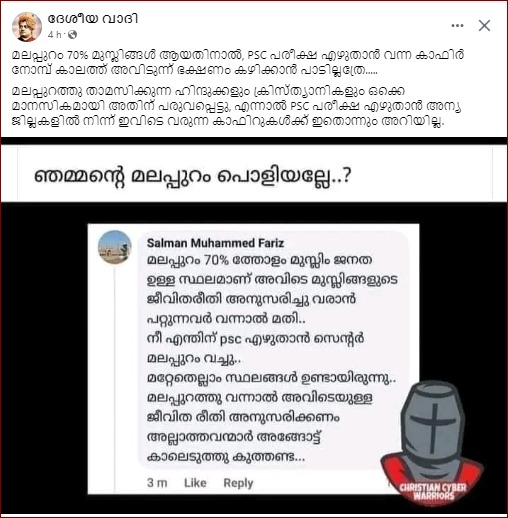 ദേശീയ വാദി
4 h
മലപ്പുറം 70% മുസ്ലിങ്ങൾ ആയതിനാൽ, PSC പരീക്ഷ എഴുതാൻ വന്ന കാഫിർ
നോമ്പ് കാലത്ത് അവിടുന്ന് ഭക്ഷണം കഴിക്കാൻ പാടില്ലത്രേ.....
മലപ്പുറത്തു താമസിക്കുന്ന ഹിന്ദുക്കളും ക്രിസ്ത്യാനികളും ഒക്കെ
മാനസികമായി അതിന് പരുവപ്പെട്ടു, എന്നാൽ PSC പരീക്ഷ എഴുതാൻ അന്യ
ജില്ലകളിൽ നിന്ന് ഇവിടെ വരുന്ന കാഫിറുകൾക്ക് ഇതൊന്നും അറിയില്ല.
ഞമ്മന്റെ മലപ്പുറം പൊളിയല്ലേ..?
Salman Muhammed Fariz
മലപ്പുറം 70% ത്തോളം മുസ്ലിം ജനത
ഉള്ള സ്ഥലമാണ് അവിടെ മുസ്ലിങ്ങളുടെ
ജീവിതരീതി അനുസരിച്ചു വരാൻ
പറ്റുന്നവർ വന്നാൽ മതി..
നീ എന്തിന് psc എഴുതാൻ സെന്റർ
മലപ്പുറം വച്ചു..
മറ്റേതെല്ലാം സ്ഥലങ്ങൾ ഉണ്ടായിരുന്നു..
മലപ്പുറത്തു വന്നാൽ അവിടെയുള്ള
ജീവിത രീതി അനുസരിക്കണം
അല്ലാത്തവന്മാർ അങ്ങോട്ട്
കാലെടുത്തു കുത്തണ്ട...
3 m Like Reply
CHRISTIAN CYBER
WARRIORS